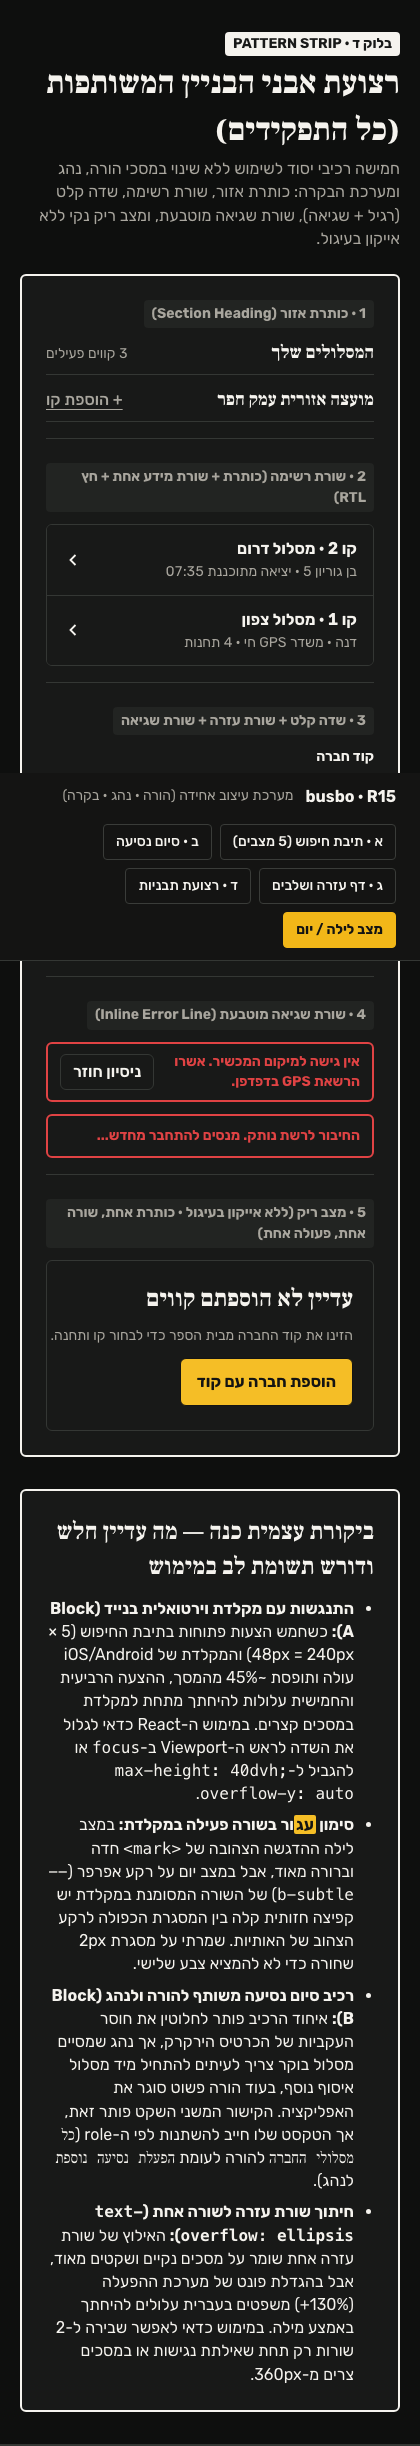 בלוק ד • PATTERN STRIP
רצועת אבני הבניין המשותפות
(כל התפקידים)
חמישה רכיבי יסוד לשימוש ללא שינוי במסכי הורה, נהג
ומערכת הבקרה: כותרת אזור, שורת רשימה, שדה קלט
(רגיל + שגיאה), שורת שגיאה מוטבעת, ומצב ריק נקי ללא
אייקון בעיגול.
1 • כותרת אזור (Section Heading)
המסלולים שלך
3 קווים פעילים
מועצה אזורית עמק חפר
+ הוספת קו
2 • שורת רשימה (כותרת + שורת מידע אחת + חץ
RTL)
קו 2 • מסלול דרום
בן גוריון 5 • יציאה מתוכננת 07:35
קו 1 • מסלול צפון
דנה • משדר GPS חי • 4 תחנות
3 • שדה קלט + שורת עזרה + שורת שגיאה
קוד חברה
busbo • R15 מערכת עיצוב אחידה (הורה • נהג • בקרה)
א • תיבת חיפוש (5 מצבים)
ב • סיום נסיעה
ג • דף עזרה ושלבים
ד • רצועת תבניות
מצב לילה / יום
4 • שורת שגיאה מוטבעת (Inline Error Line)
אין גישה למיקום המכשיר. אשרו
הרשאת GPS בדפדפן.
ניסיון חוזר
החיבור לרשת נותק. מנסים להתחבר מחדש...
5 • מצב ריק (ללא אייקון בעיגול • כותרת אחת, שורה
אחת, פעולה אחת)
עדיין לא הוספתם קווים
הזינו את קוד החברה מבית הספר כדי לבחור קו ותחנה.
הוספת חברה עם קוד
ביקורת עצמית כנה — מה עדיין חלש
ודורש תשומת לב במימוש
• התנגשות עם מקלדת וירטואלית בנייד (Block
A): כשחמש הצעות פתוחות בתיבת החיפוש (5 ×
48px = 240px) והמקלדת של iOS/Android
עולה ותופסת ~45% מהמסך, ההצעה הרביעית
והחמישית עלולות להיחתך מתחת למקלדת
במסכים קצרים. במימוש ה-React כדאי לגלול
את השדה לראש ה-Viewport ב-focus או
להגביל ל-max-height: 40dvh;
overflow-y: auto.
• סימון עגור בשורה פעילה במקלדת: במצב
לילה ההדגשה הצהובה של <mark> חדה
וברורה מאוד, אבל במצב יום על רקע אפרפר (--
b-subtle) של השורה המסומנת במקלדת יש
קפיצה חזותית קלה בין המסגרת הכפולה לרקע
הצהוב של האותיות. שמרתי על מסגרת 2px
שחורה כדי לא להמציא צבע שלישי.
• רכיב סיום נסיעה משותף להורה ולנהג (Block
B): איחוד הרכיב פותר לחלוטין את חוסר
העקביות של הכרטיס הירקרק, אך נהג שמסיים
מסלול בוקר צריך לעיתים להתחיל מיד מסלול
איסוף נוסף, בעוד הורה פשוט סוגר את
האפליקציה. הקישור המשני השקט פותר זאת,
אך הטקסט שלו חייב להשתנות לפי ה-role (כל
מסלולי החברה להורה לעומת הפעלת נסיעה נוספת
לנהג).
• חיתוך שורת עזרה לשורה אחת (text-
overflow: ellipsis): האילוץ של שורת
עזרה אחת שומר על מסכים נקיים ושקטים מאוד,
אבל בהגדלת פונט של מערכת ההפעלה
(130%+) משפטים בעברית עלולים להיחתך
באמצע מילה. במימוש כדאי לאפשר שבירה ל-2
שורות רק תחת שאילתת נגישות או במסכים
צרים מ-360px.